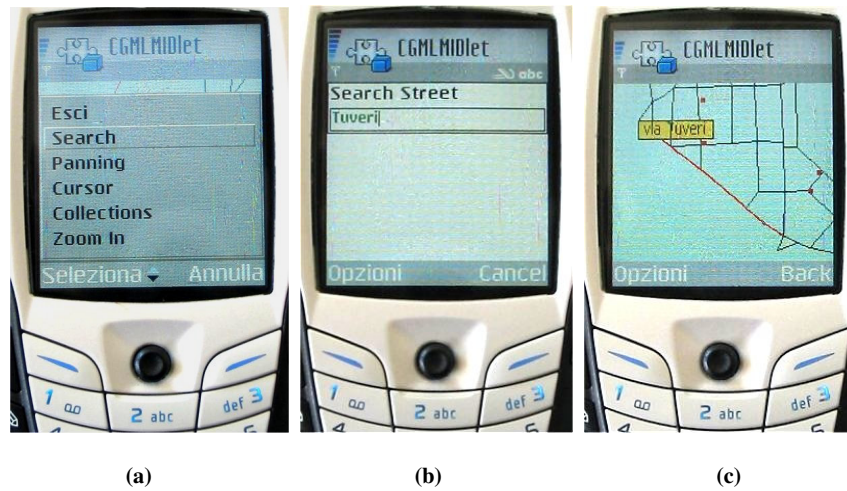 CGMLMIDlet
Esci
Search
Panning
Cursor
Collections
Zoom In
Seleziona Annulla
1
2 abc
def 3
CGMLMIDlet
abc
Search Street
Tuveri
Opzioni Cancel
1
2 abc
def 3
CGMLMIDlet
via Tuveri
Opzioni Back
1
2 abc
def 3
(a) (b) (c)